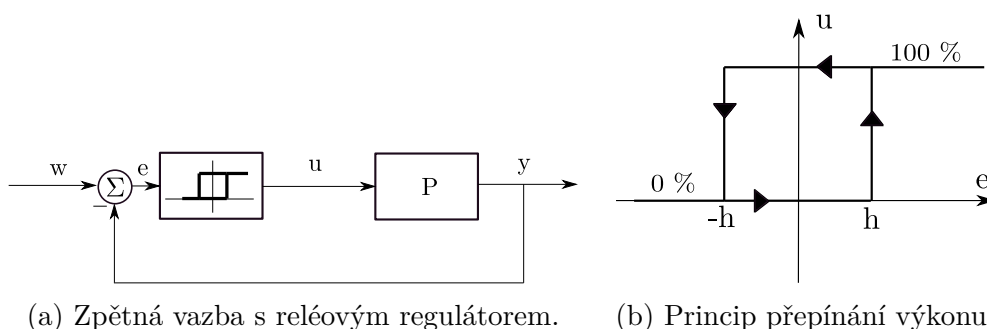 w
e
u
y
Σ
−
P
(a) Zpětná vazba s reléovým regulátorem.
u
100 %
0 %
-h
h
e
(b) Princip přepínání výkonu